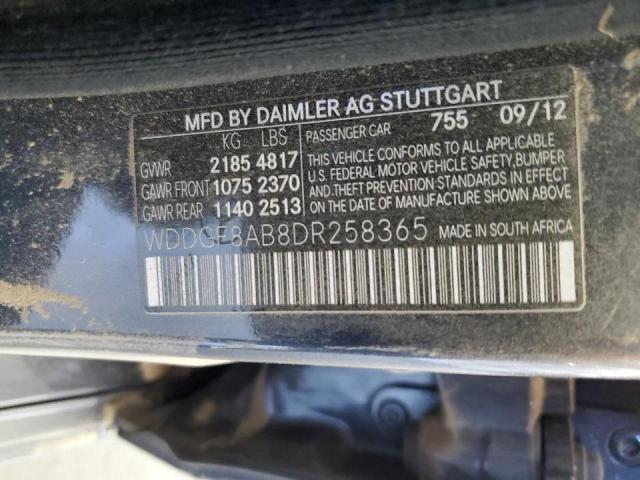 MFD BY DAIMLER AG STUTTGART
KG LBS PASSENGER CAR 755 09/12
GVWR 2185 4817
GAWR FRONT 1075 2370
GAWR REAR 1140 2513
THIS VEHICLE CONFORMS TO ALL APPLICABLE
U.S. FEDERAL MOTOR VEHICLE SAFETY, BUMPER
AND THEFT PREVENTION STANDARDS IN EFFECT
ON THE DATE OF MANUFACTURE SHOWN ABOVE.
WDDGF8AB8DR258365 MADE IN SOUTH AFRICA